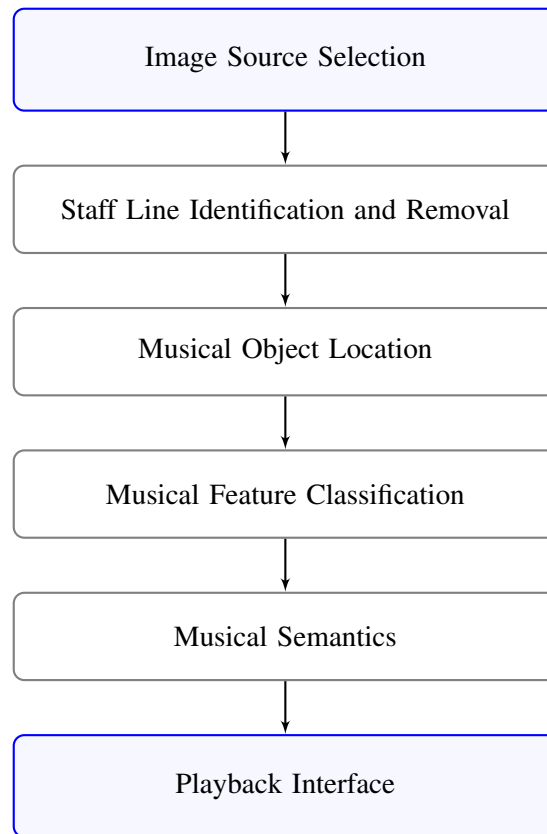 Image Source Selection
Staff Line Identification and Removal
Musical Object Location
Musical Feature Classification
Musical Semantics
Playback Interface